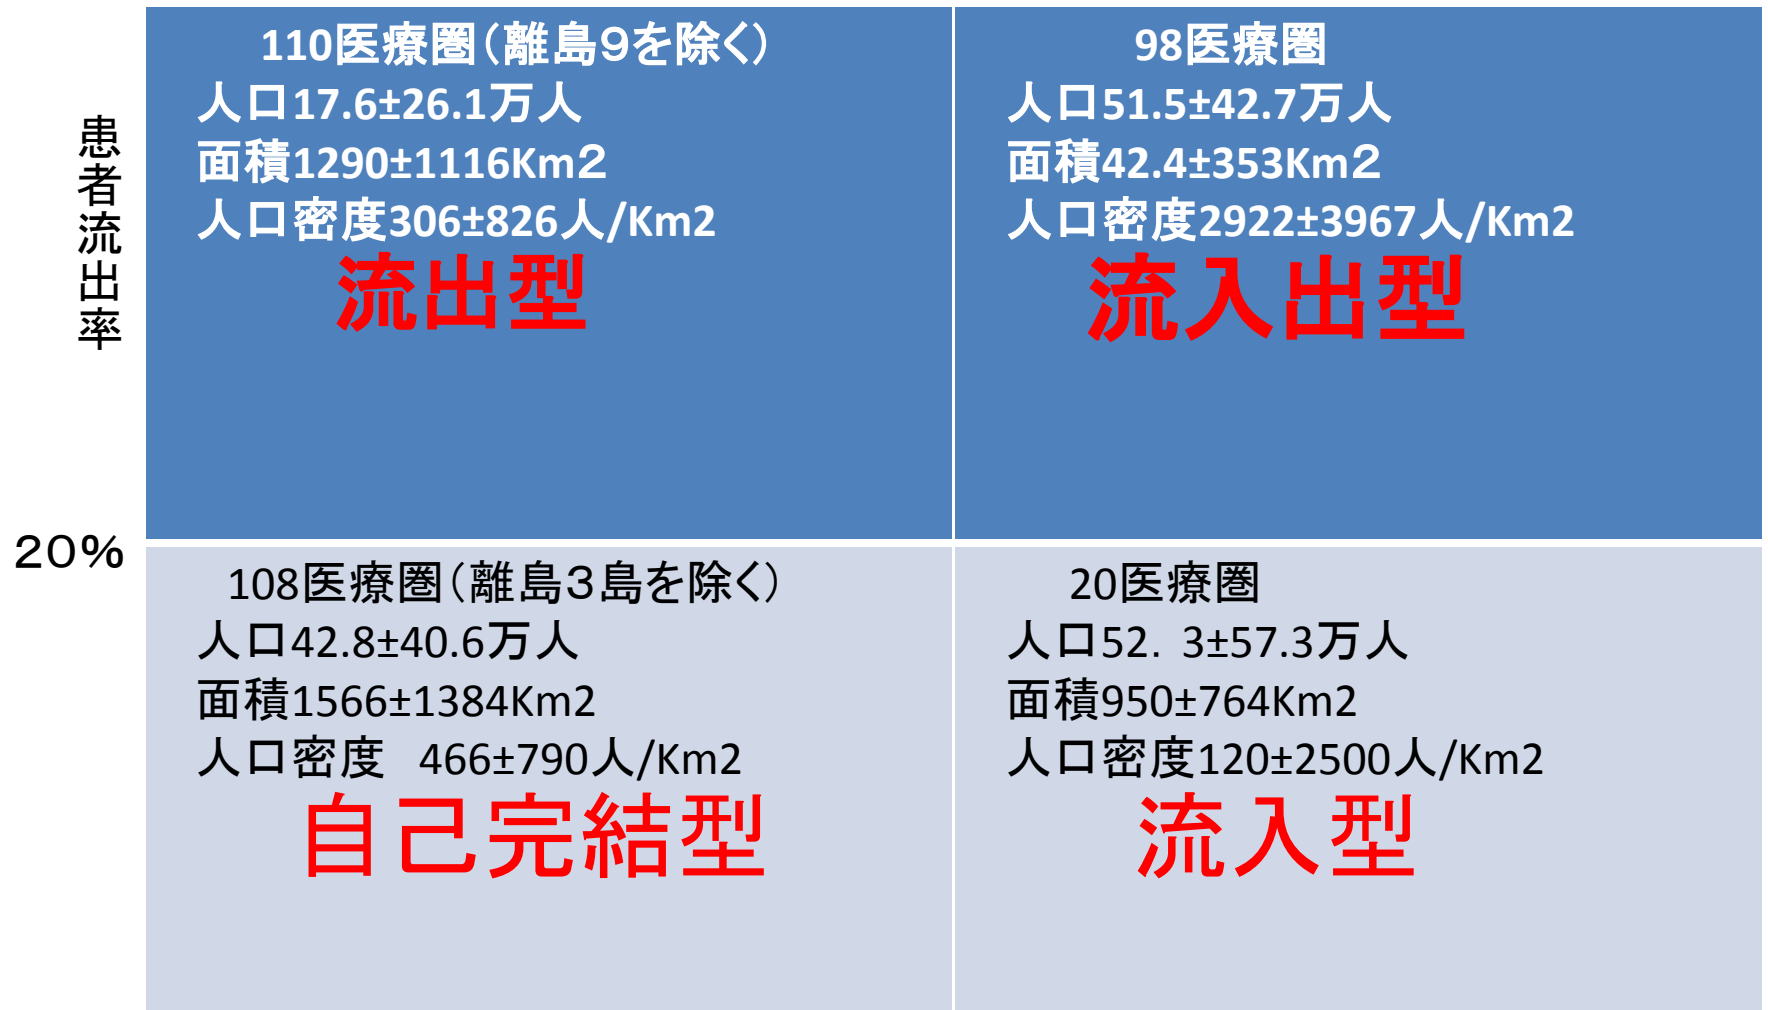 患者流出率
20%
110医療圏（離島９を除く）
人口17.6±26.1万人
面積1290±1116Km２
人口密度306±826人/Km2
流出型
98医療圏
人口51.5±42.7万人
面積42.4±353Km２
人口密度2922±3967人/Km2
流入出型
108医療圏（離島３島を除く）
人口42.8±40.6万人
面積1566±1384Km2
人口密度　466±790人/Km2
自己完結型
20医療圏
人口52．3±57.3万人
面積950±764Km2
人口密度120±2500人/Km2
流入型